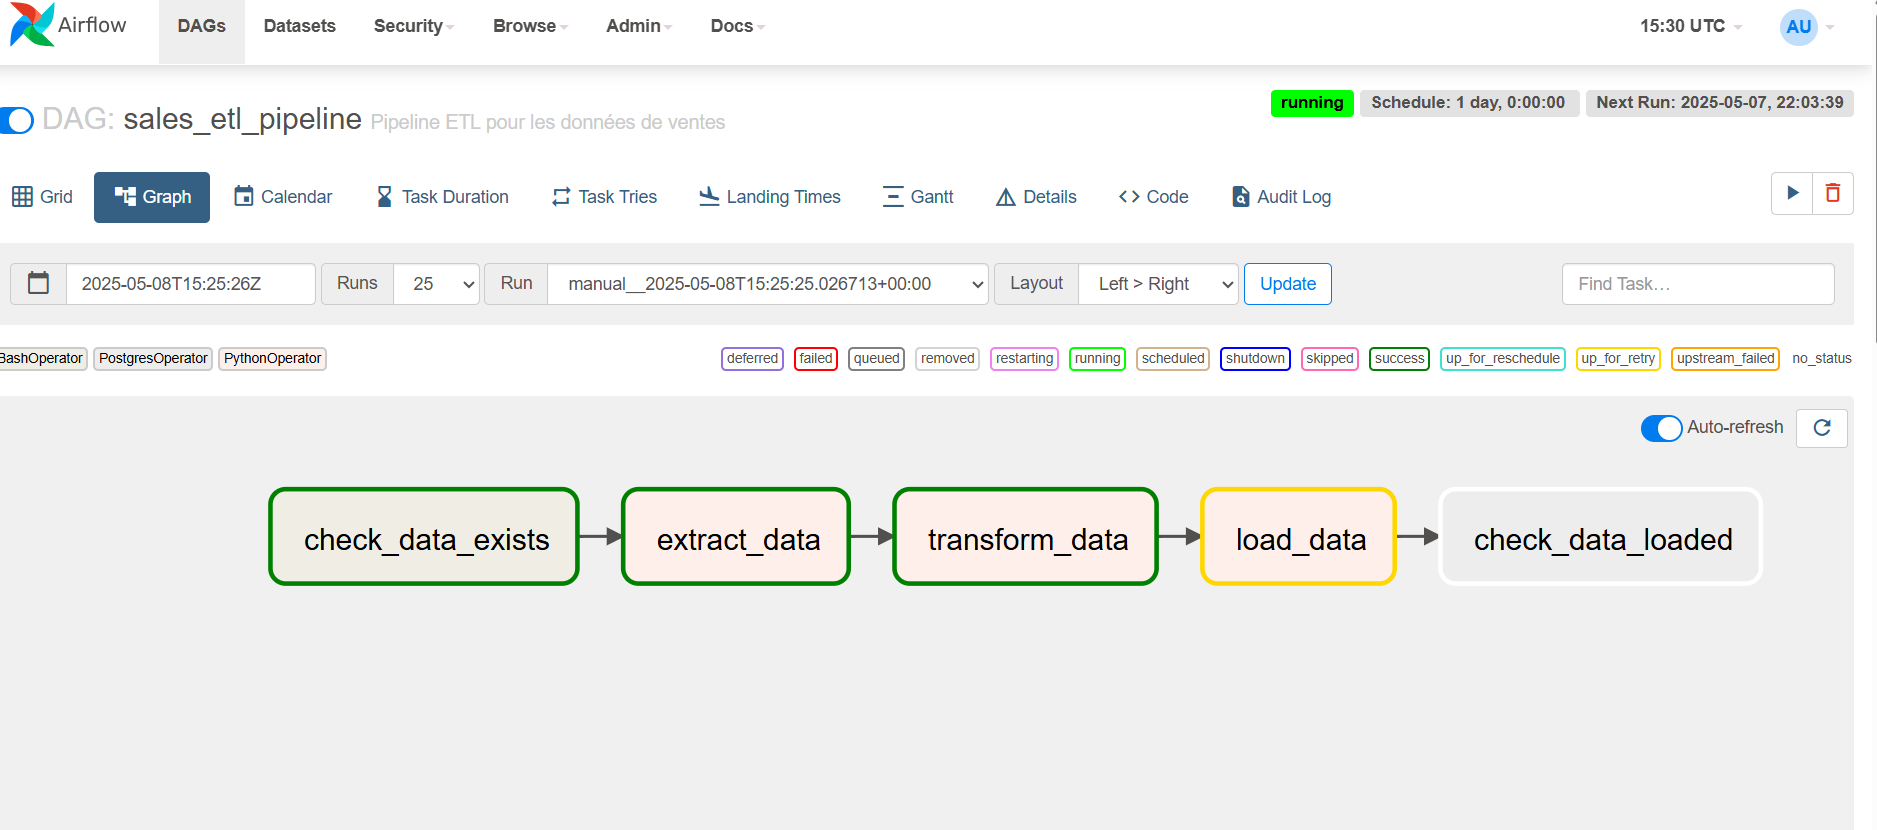 Airflow DAGs Datasets Security Browse Admin Docs 15:30 UTC AU
DAG: sales_etl_pipeline Pipeline ETL pour les données de ventes
running Schedule: 1 day, 0:00:00 Next Run: 2025-05-07, 22:03:39
Grid Graph Calendar Task Duration Task Tries Landing Times Gantt Details <> Code Audit Log
2025-05-08T15:25:26Z Runs 25 Run manual__2025-05-08T15:25:25.026713+00:00 Layout Left > Right Update Find Task…
BashOperator PostgresOperator PythonOperator deferred failed queued removed restarting running scheduled shutdown skipped success up_for_reschedule up_for_retry upstream_failed no_status
Auto-refresh
check_data_exists extract_data transform_data load_data check_data_loaded